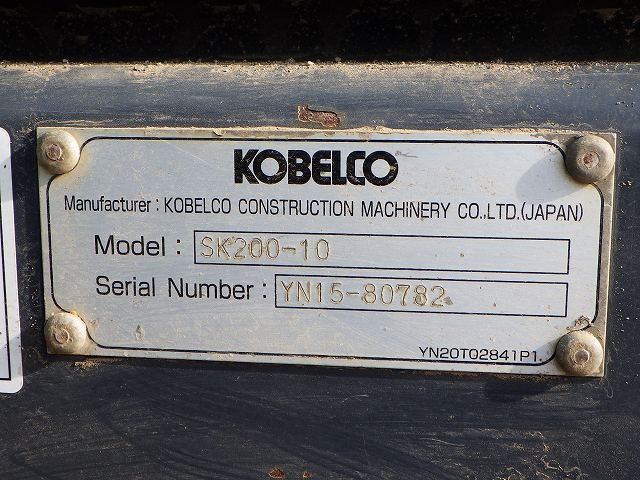 KOBELCO
Manufacturer : KOBELCO CONSTRUCTION MACHINERY CO.,LTD.(JAPAN)
Model : SK200-10
Serial Number : YN15-80782
YN20T02841P1